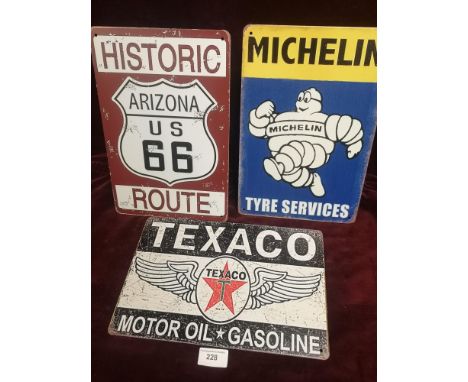 HISTORIC
ARIZONA
US
66
ROUTE
MICHELIN
MICHELIN
TYRE SERVICES
TEXACO
TEXACO
T
MOTOR OIL ★ GASOLINE
228